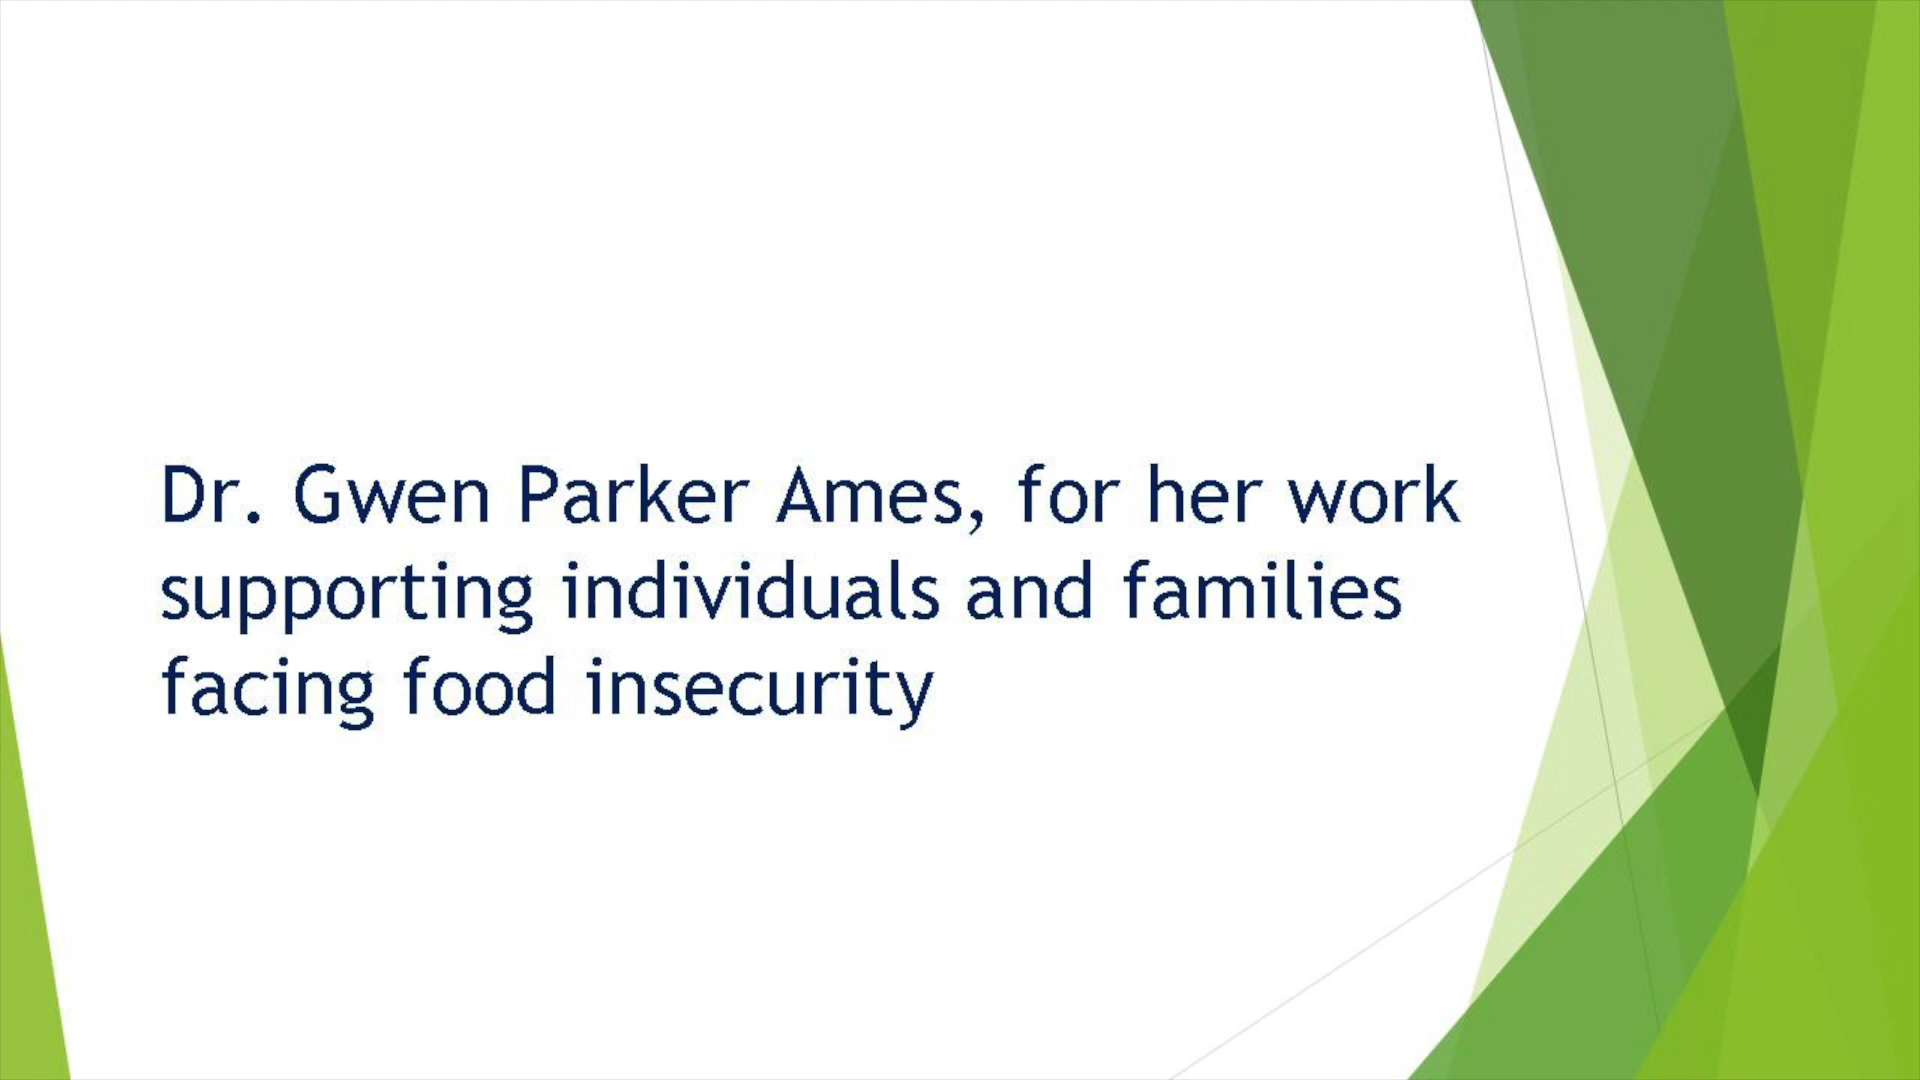 Dr. Gwen Parker Ames, for her work
supporting individuals and families
facing food insecurity